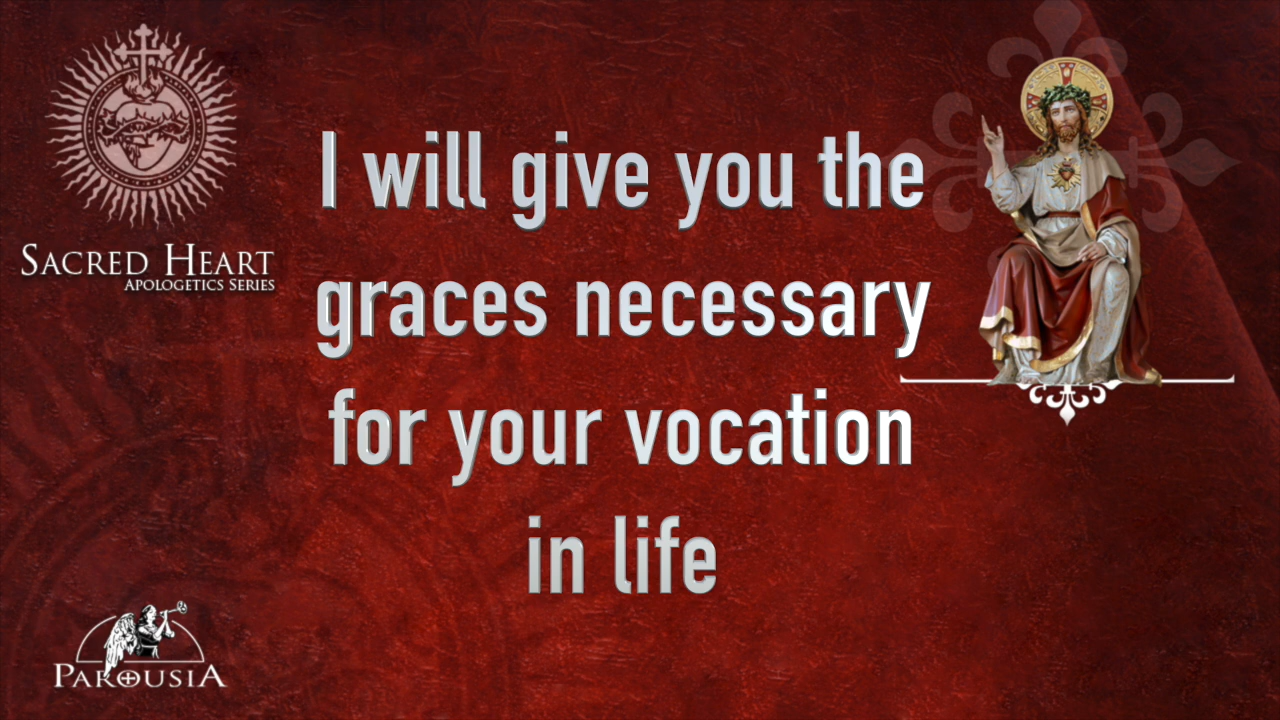 SACRED HEART
APOLOGETICS SERIES
I will give you the
graces necessary
for your vocation
in life
PAROUSIA